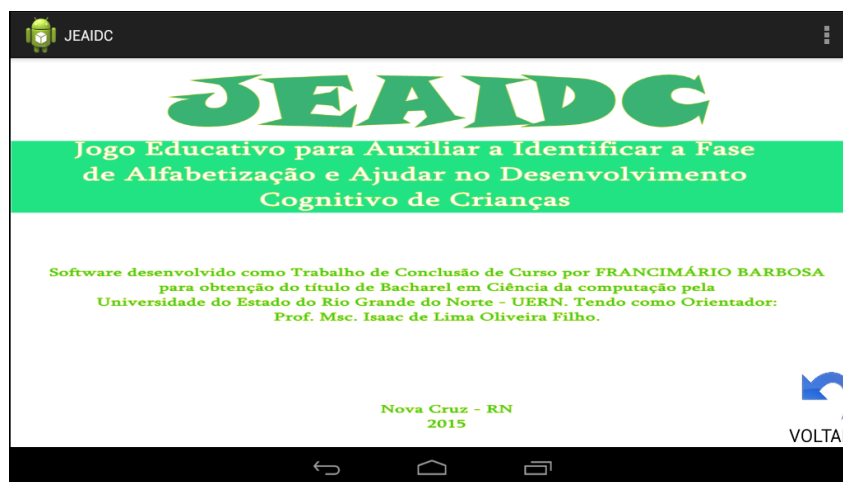 JEAIDC
JEAIDC
Jogo Educativo para Auxiliar a Identificar a Fase
de Alfabetização e Ajudar no Desenvolvimento
Cognitivo de Crianças
Software desenvolvido como Trabalho de Conclusão de Curso por FRANCIMÁRIO BARBOSA
para obtenção do título de Bacharel em Ciência da computação pela
Universidade do Estado do Rio Grande do Norte - UERN. Tendo como Orientador:
Prof. Msc. Isaac de Lima Oliveira Filho.
Nova Cruz - RN
2015